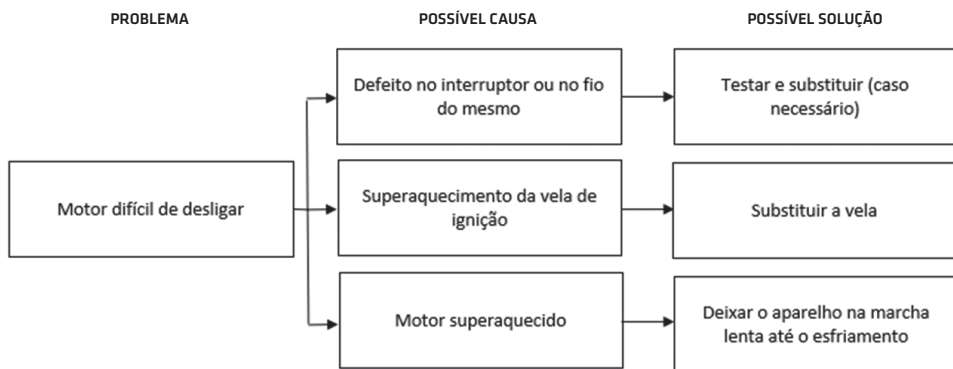 PROBLEMA
POSSÍVEL CAUSA
POSSÍVEL SOLUÇÃO
Motor difícil de desligar
Defeito no interruptor ou no fio
do mesmo
Testar e substituir (caso
necessário)
Superaquecimento da vela de
ignição
Substituir a vela
Motor superaquecido
Deixar o aparelho na marcha
lenta até o esfriamento